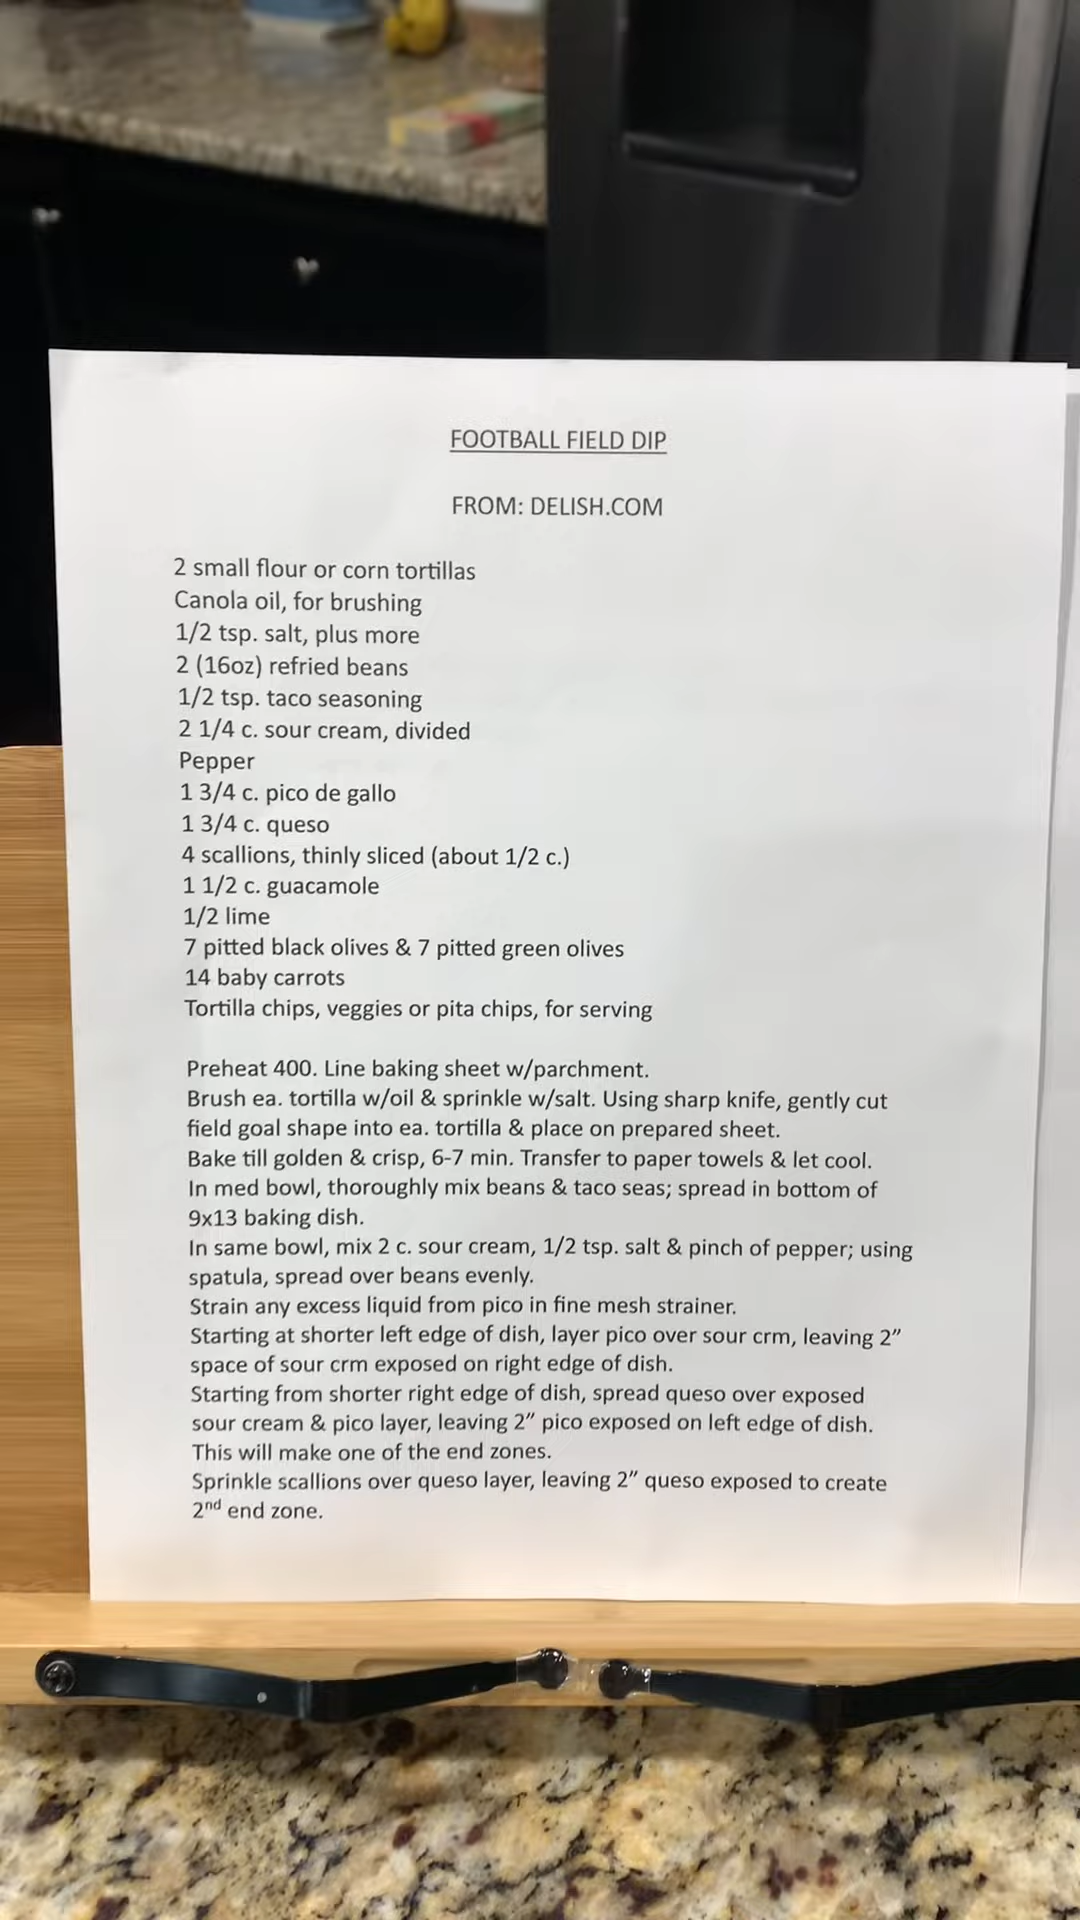 FOOTBALL FIELD DIP
FROM: DELISH.COM
2 small flour or corn tortillas
Canola oil, for brushing
1/2 tsp. salt, plus more
2 (16oz) refried beans
1/2 tsp. taco seasoning
2 1/4 c. sour cream, divided
Pepper
1 3/4 c. pico de gallo
1 3/4 c. queso
4 scallions, thinly sliced (about 1/2 c.)
1 1/2 c. guacamole
1/2 lime
7 pitted black olives & 7 pitted green olives
14 baby carrots
Tortilla chips, veggies or pita chips, for serving
Preheat 400. Line baking sheet w/parchment.
Brush ea. tortilla w/oil & sprinkle w/salt. Using sharp knife, gently cut
field goal shape into ea. tortilla & place on prepared sheet.
Bake till golden & crisp, 6-7 min. Transfer to paper towels & let cool.
In med bowl, thoroughly mix beans & taco seas; spread in bottom of
9x13 baking dish.
In same bowl, mix 2 c. sour cream, 1/2 tsp. salt & pinch of pepper; using
spatula, spread over beans evenly.
Strain any excess liquid from pico in fine mesh strainer.
Starting at shorter left edge of dish, layer pico over sour crm, leaving 2”
space of sour crm exposed on right edge of dish.
Starting from shorter right edge of dish, spread queso over exposed
sour cream & pico layer, leaving 2” pico exposed on left edge of dish.
This will make one of the end zones.
Sprinkle scallions over queso layer, leaving 2” queso exposed to create
2nd end zone.